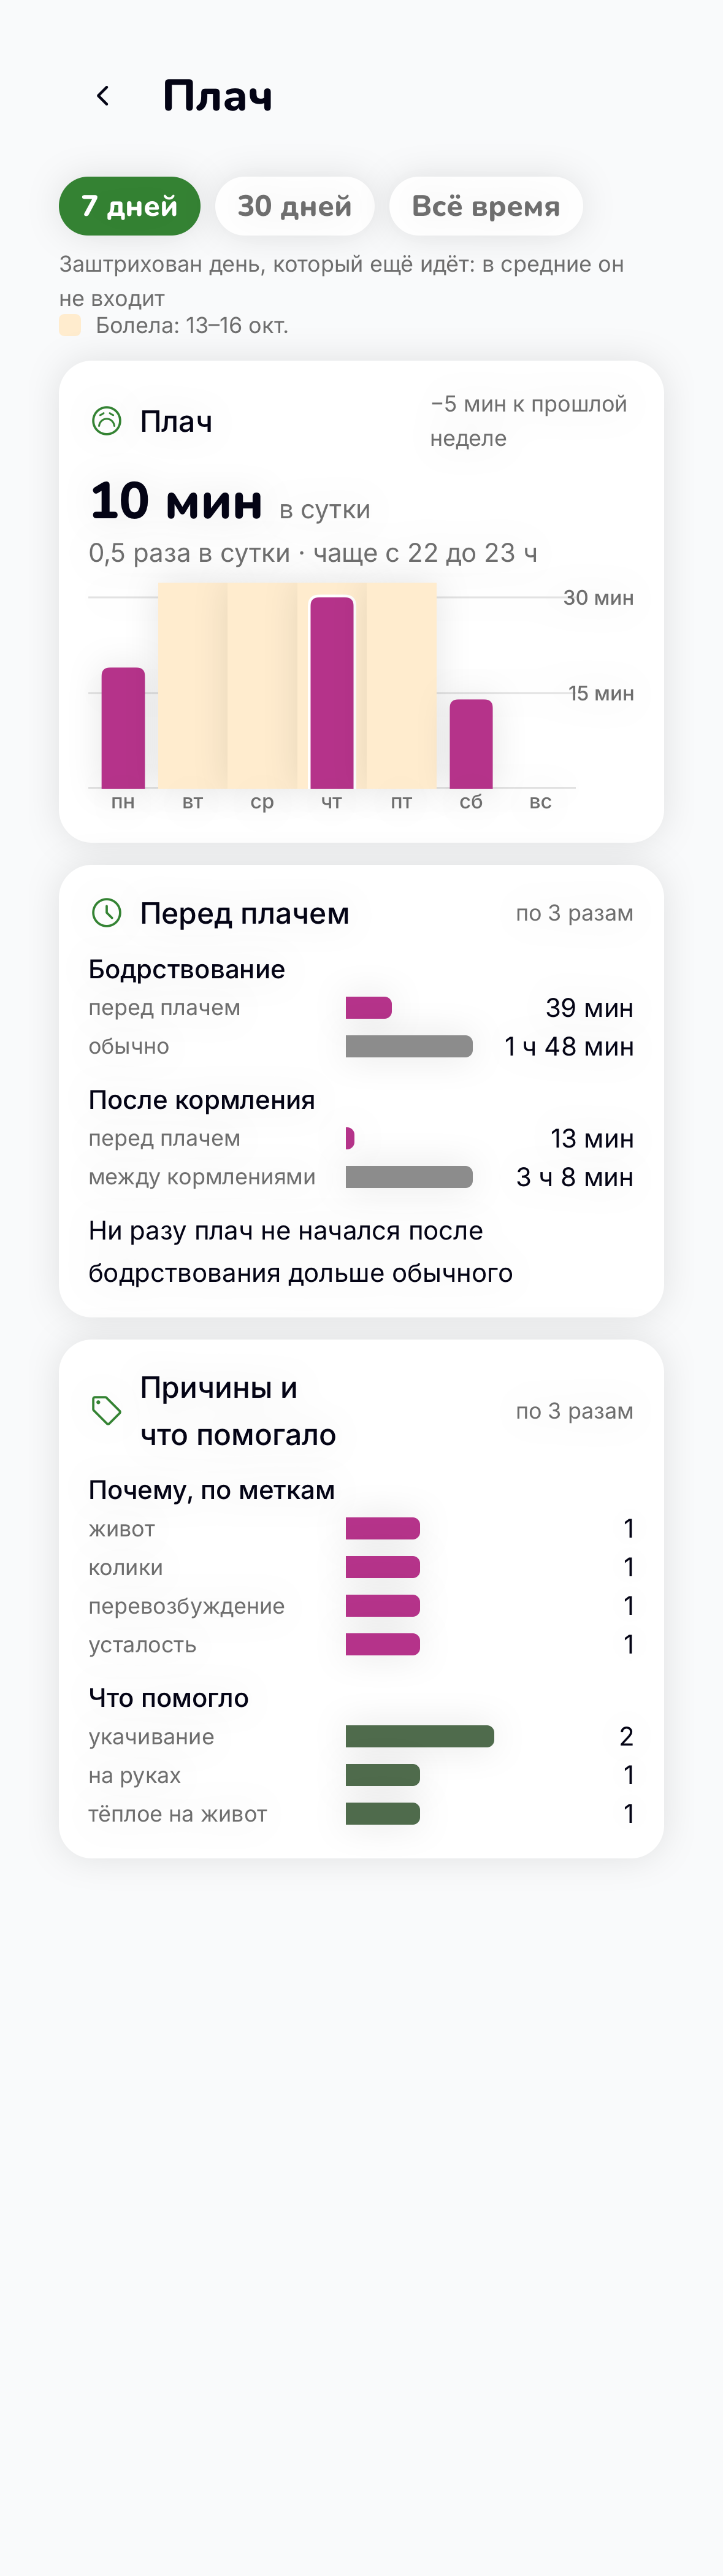 Плач
7 дней
30 дней
Всё время
Заштрихован день, который ещё идёт: в средние он
не входит
Болела: 13–16 окт.
Плач
−5 мин к прошлой
неделе
10 мин в сутки
0,5 раза в сутки · чаще с 22 до 23 ч
30 мин
15 мин
пн вт ср чт пт сб вс
Перед плачем
по 3 разам
Бодрствование
перед плачем 39 мин
обычно 1 ч 48 мин
После кормления
перед плачем 13 мин
между кормлениями 3 ч 8 мин
Ни разу плач не начался после
бодрствования дольше обычного
Причины и
что помогало
по 3 разам
Почему, по меткам
живот 1
колики 1
перевозбуждение 1
усталость 1
Что помогло
укачивание 2
на руках 1
тёплое на живот 1